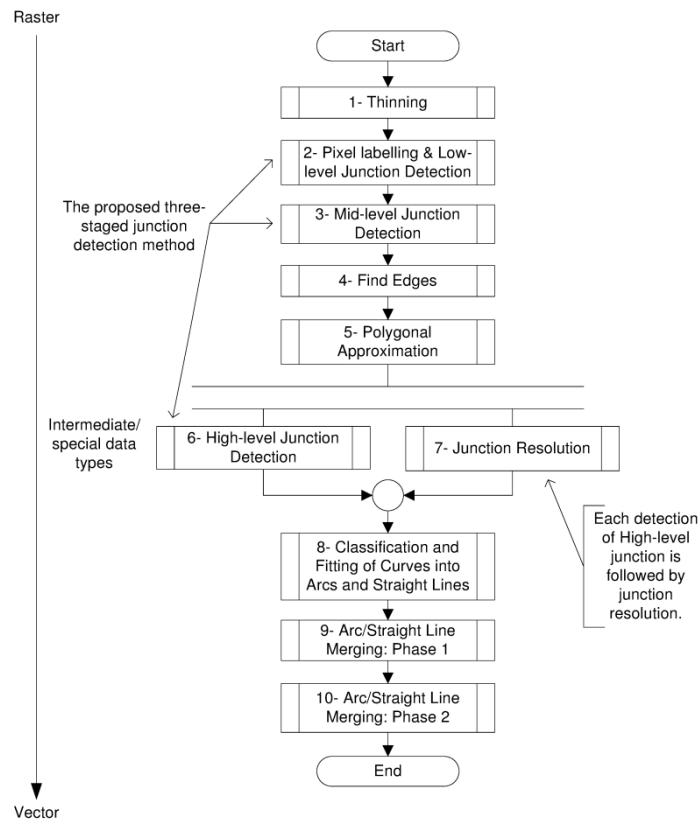 Raster
Start
1- Thinning
2- Pixel labelling & Low-
level Junction Detection
The proposed three-
staged junction
detection method
3- Mid-level Junction
Detection
4- Find Edges
5- Polygonal
Approximation
Intermediate/
special data
types
6- High-level Junction
Detection
7- Junction Resolution
Each detection
of High-level
junction is
followed by
junction
resolution.
8- Classification and
Fitting of Curves into
Arcs and Straight Lines
9- Arc/Straight Line
Merging: Phase 1
10- Arc/Straight Line
Merging: Phase 2
End
Vector